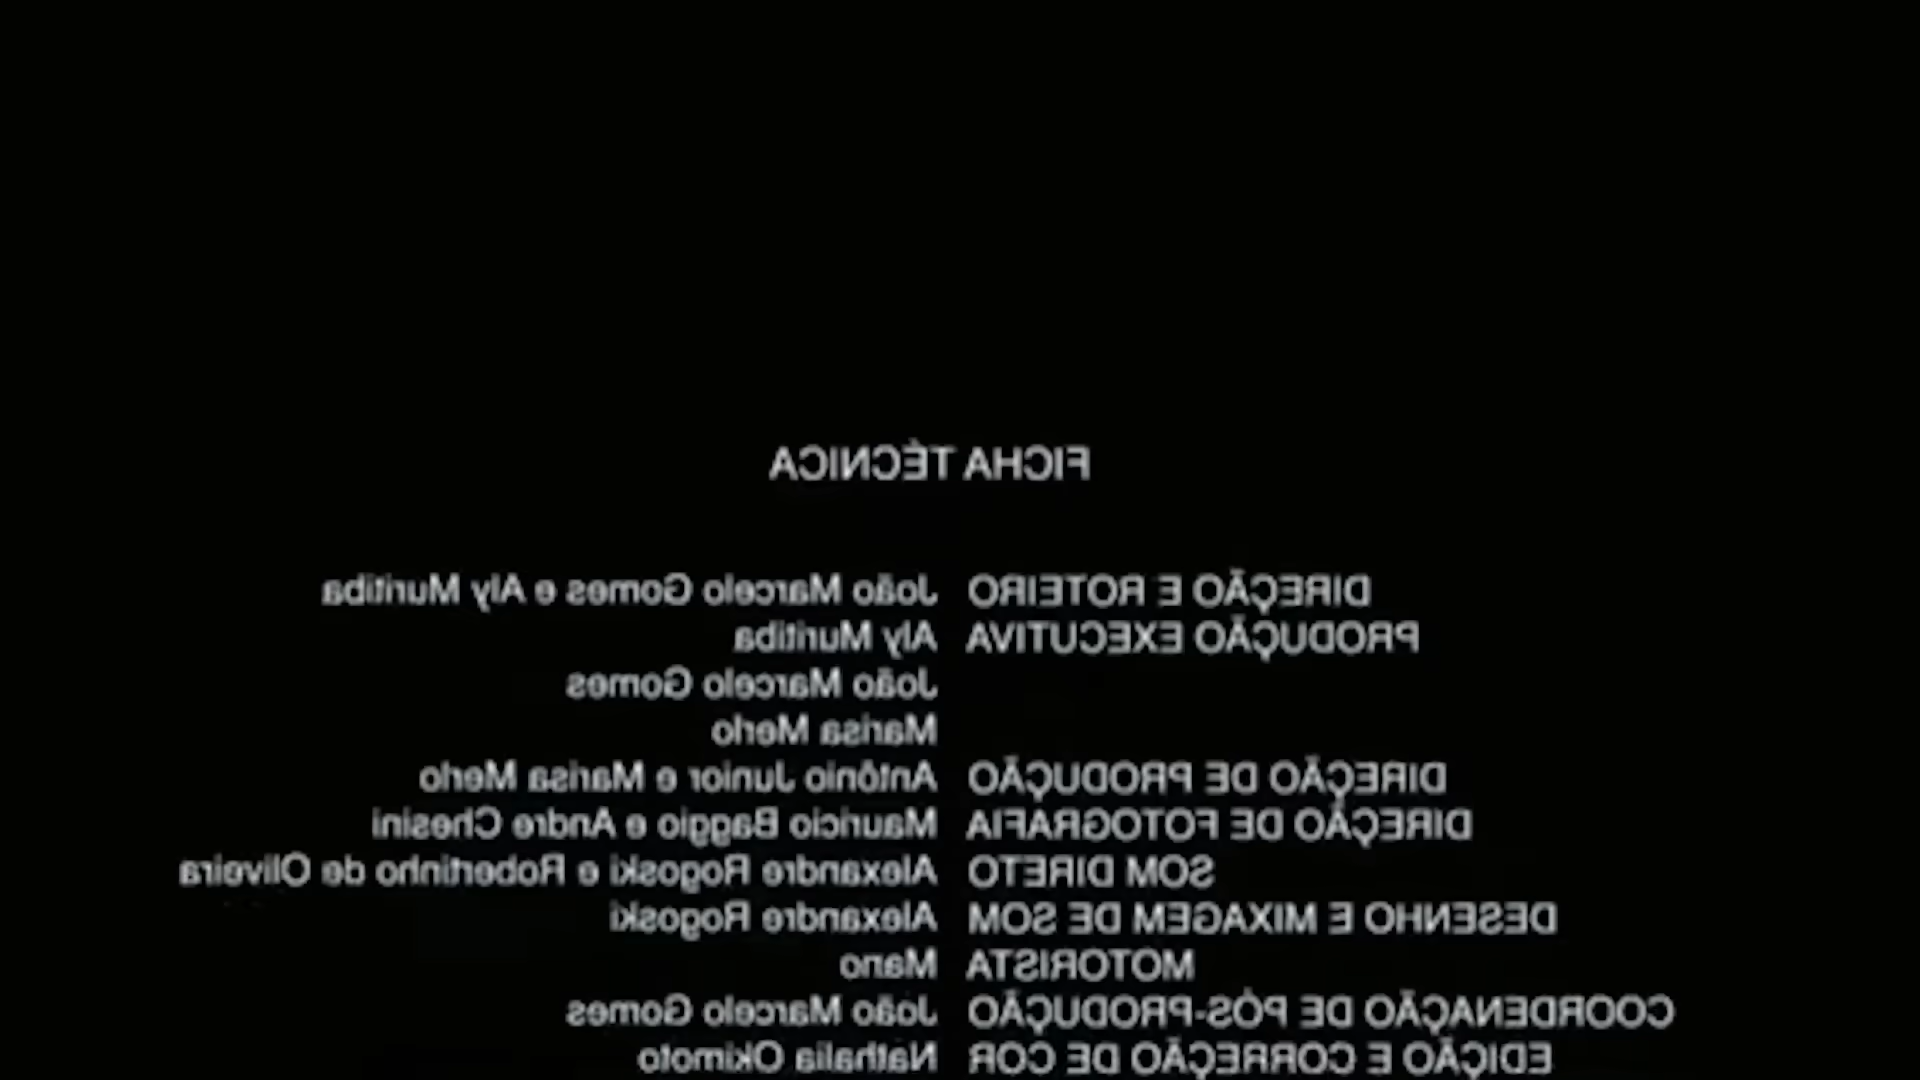 FICHA TÉCNICA
DIREÇÃO E ROTEIRO João Marcelo Gomes e Aly Muritiba
PRODUÇÃO EXECUTIVA Aly Muritiba
João Marcelo Gomes
Marisa Merlo
DIREÇÃO DE PRODUÇÃO Antônio Junior e Marisa Merlo
DIREÇÃO DE FOTOGRAFIA Mauricio Baggio e Andre Chesini
SOM DIRETO Alexandre Rogoski e Robertinho de Oliveira
DESENHO E MIXAGEM DE SOM Alexandre Rogoski
MOTORISTA Mano
COORDENAÇÃO DE PÓS-PRODUÇÃO João Marcelo Gomes
EDIÇÃO E CORREÇÃO DE COR Nathalia Okimoto